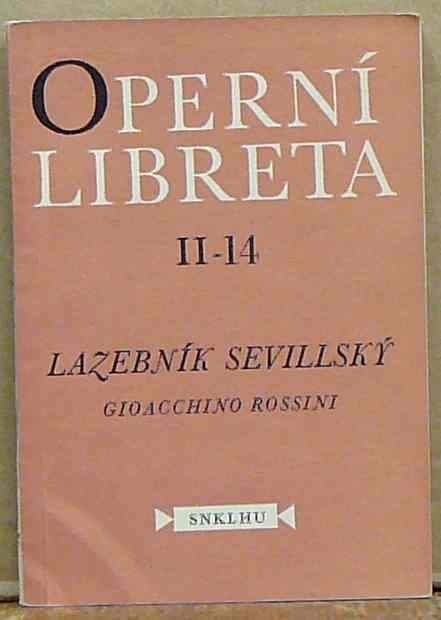 OPERNÍ
LIBRETA
II-14
LAZEBNÍK SEVILLSKÝ
GIOACCHINO ROSSINI
SNKLHU